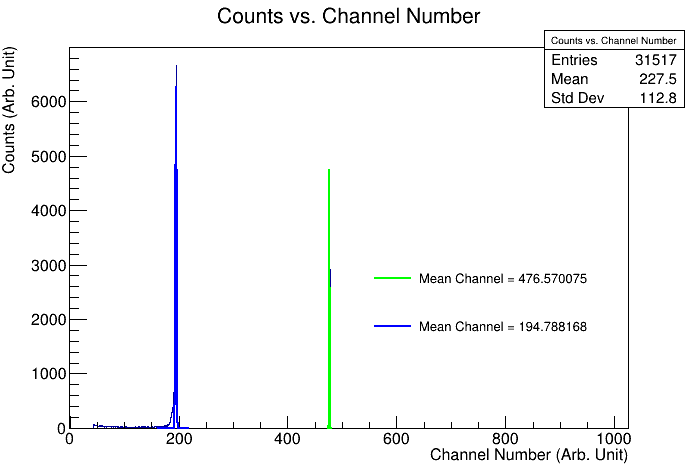 Counts vs. Channel Number
Counts vs. Channel Number
Entries 31517
Mean 227.5
Std Dev 112.8
Counts (Arb. Unit)
6000
5000
4000
3000
2000
1000
0
Mean Channel = 476.570075
Mean Channel = 194.788168
0 200 400 600 800 1000
Channel Number (Arb. Unit)